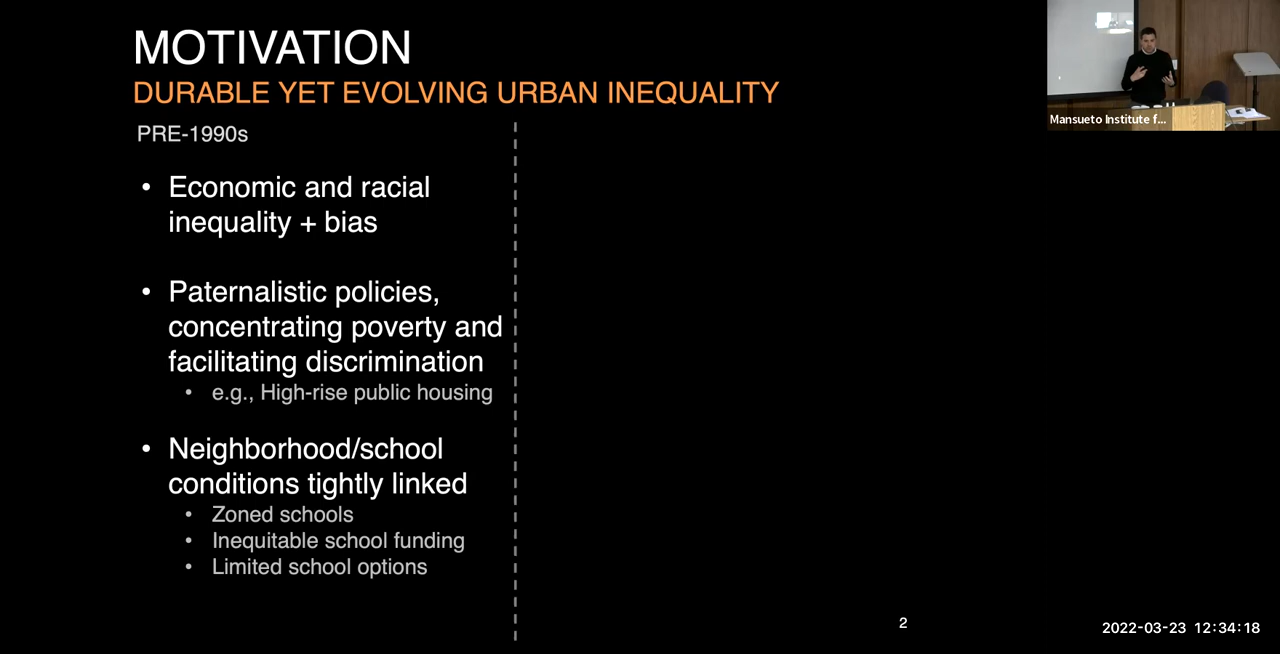 MOTIVATION
DURABLE YET EVOLVING URBAN INEQUALITY
PRE-1990s
• Economic and racial
inequality + bias
• Paternalistic policies,
concentrating poverty and
facilitating discrimination
• e.g., High-rise public housing
• Neighborhood/school
conditions tightly linked
• Zoned schools
• Inequitable school funding
• Limited school options
Mansueto Institute f...
2
2022-03-23 12:34:18